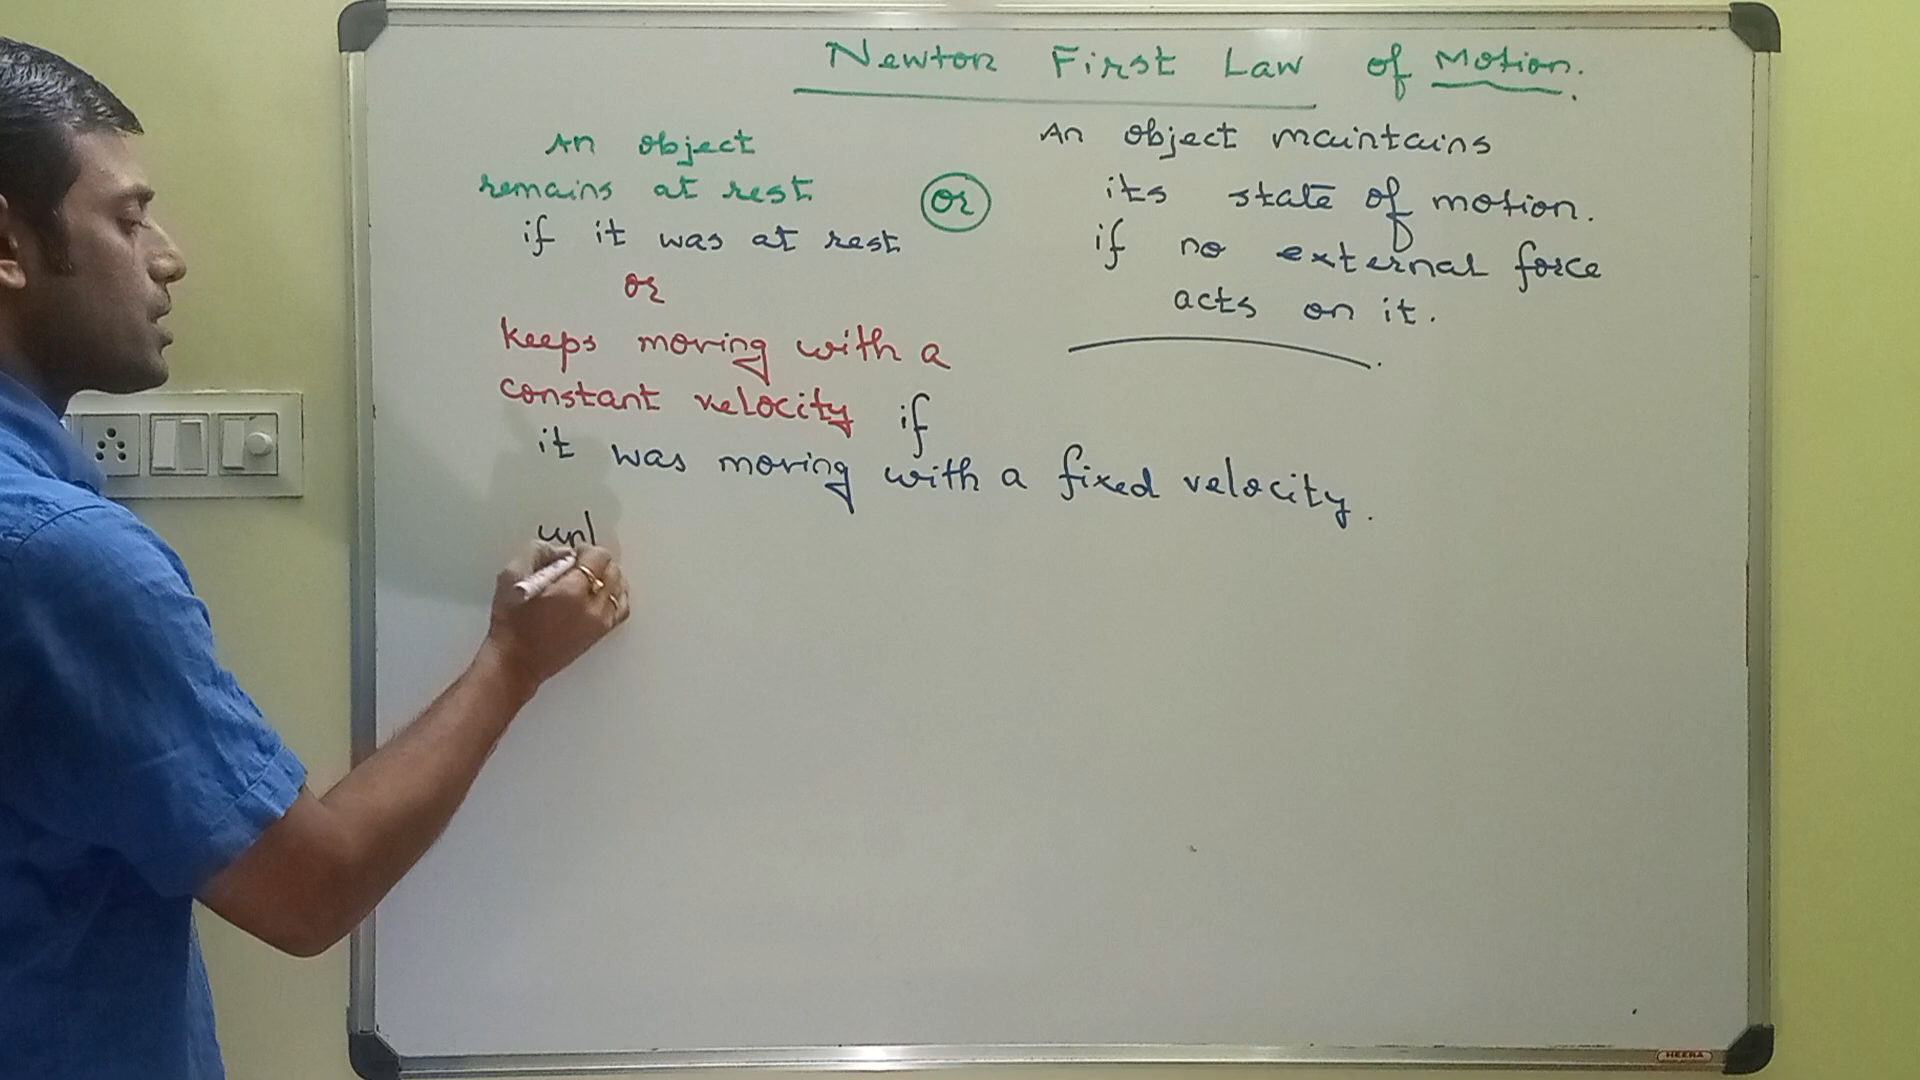 Newton First Law of Motion.
An object
remains at rest
if it was at rest
or
keeps moving with a
constant velocity if
it was moving with a fixed velocity.
unl
or
An object maintains
its state of motion.
if no external force
acts on it.
HEERA